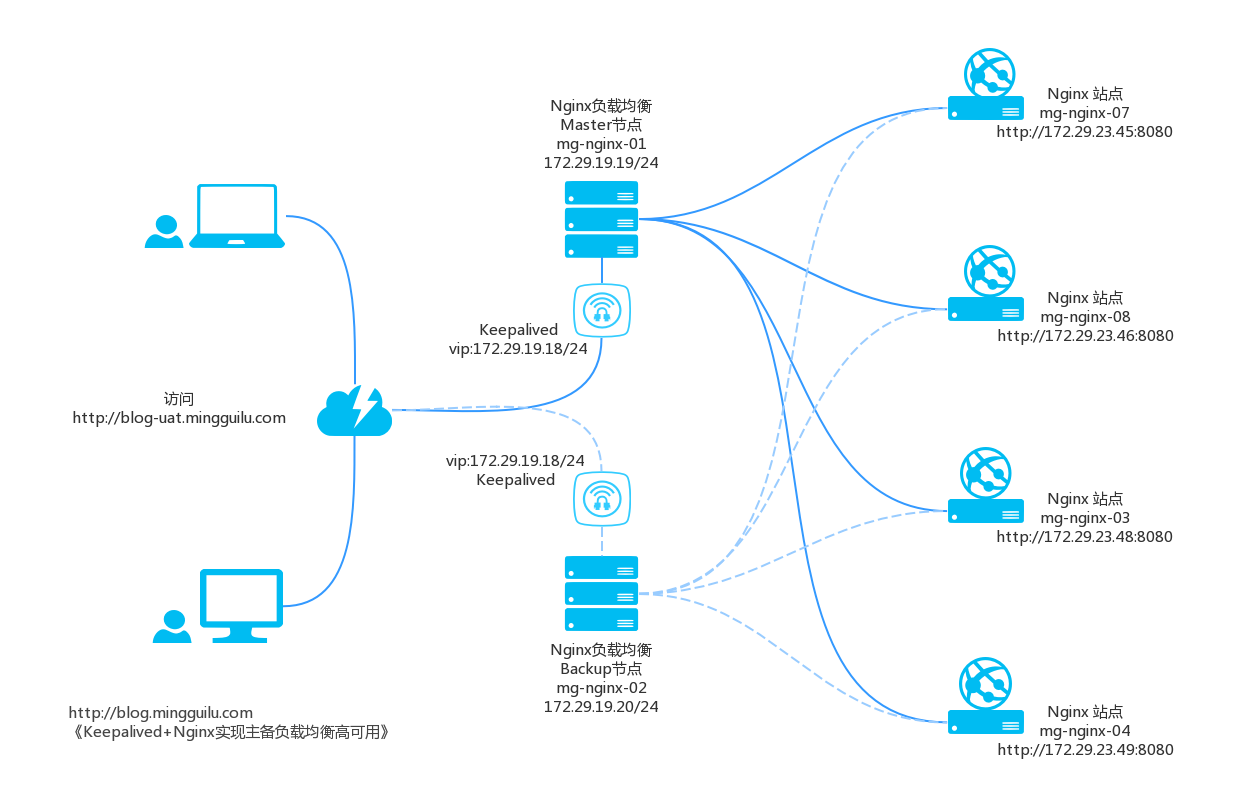 Nginx负载均衡
Master节点
mg-nginx-01
172.29.19.19/24
Nginx 站点
mg-nginx-07
http://172.29.23.45:8080
Nginx 站点
mg-nginx-08
http://172.29.23.46:8080
Keepalived
vip:172.29.19.18/24
访问
http://blog-uat.mingguilu.com
vip:172.29.19.18/24
Keepalived
Nginx 站点
mg-nginx-03
http://172.29.23.48:8080
Nginx负载均衡
Backup节点
mg-nginx-02
172.29.19.20/24
Nginx 站点
mg-nginx-04
http://172.29.23.49:8080
http://blog.mingguilu.com
《Keepalived+Nginx实现主备负载均衡高可用》